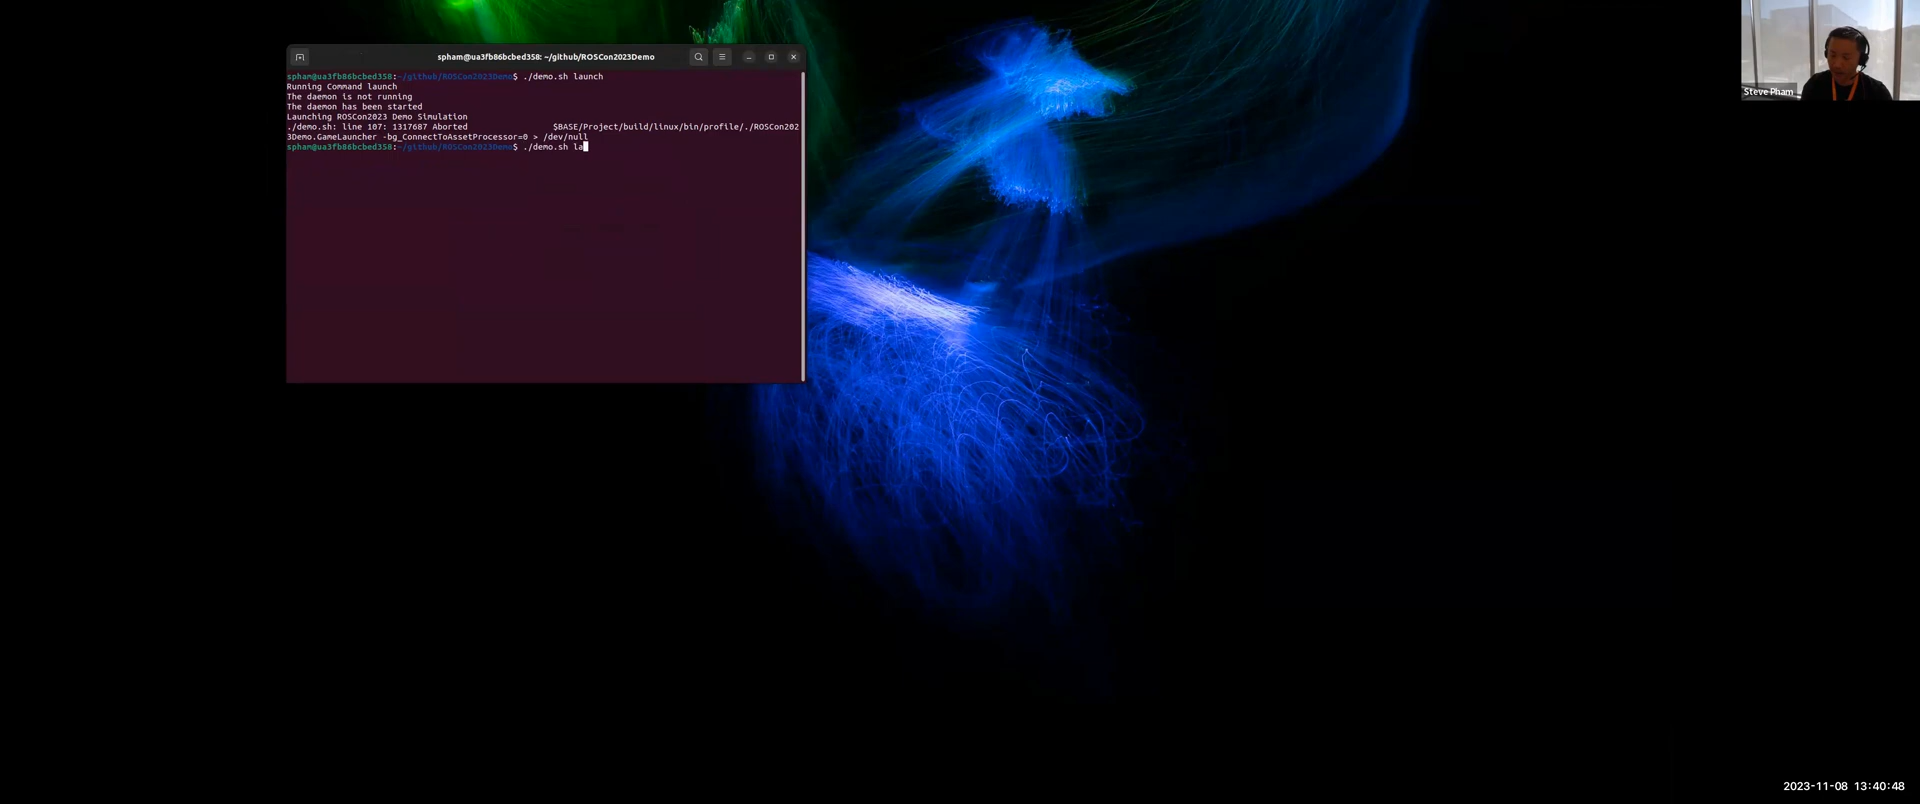 spham@ua3fb86bcbed358: ~/github/ROSCon2023Demo
spham@ua3fb86bcbed358:~/github/ROSCon2023Demo$ ./demo.sh launch
Running Command launch
The daemon is not running
The daemon has been started
Launching ROSCon2023 Demo Simulation
./demo.sh: line 107: 1317687 Aborted                 $BASE/Project/build/linux/bin/profile/./ROSCon202
3Demo.GameLauncher -bg_ConnectToAssetProcessor=0 > /dev/null
spham@ua3fb86bcbed358:~/github/ROSCon2023Demo$ ./demo.sh la
Steve Pham
2023-11-08 13:40:48